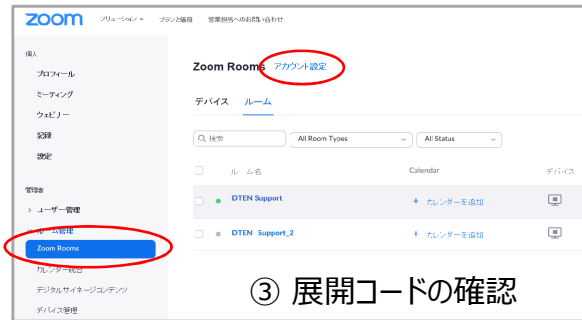 zoom ソリューション プランと価格 営業担当へのお問い合わせ
個人
プロフィール
ミーティング
ウェビナー
記録
設定
管理者
> ユーザー管理
ルーム管理
Zoom Rooms
カレンダー統合
デジタルサイネージコンテンツ
デバイス管理
Zoom Rooms アカウント設定
デバイス ルーム
検索 All Room Types All Status
ルーム名 Calendar デバイス
DTEN Support + カレンダーを追加
DTEN Support_2 + カレンダーを追加
③ 展開コードの確認